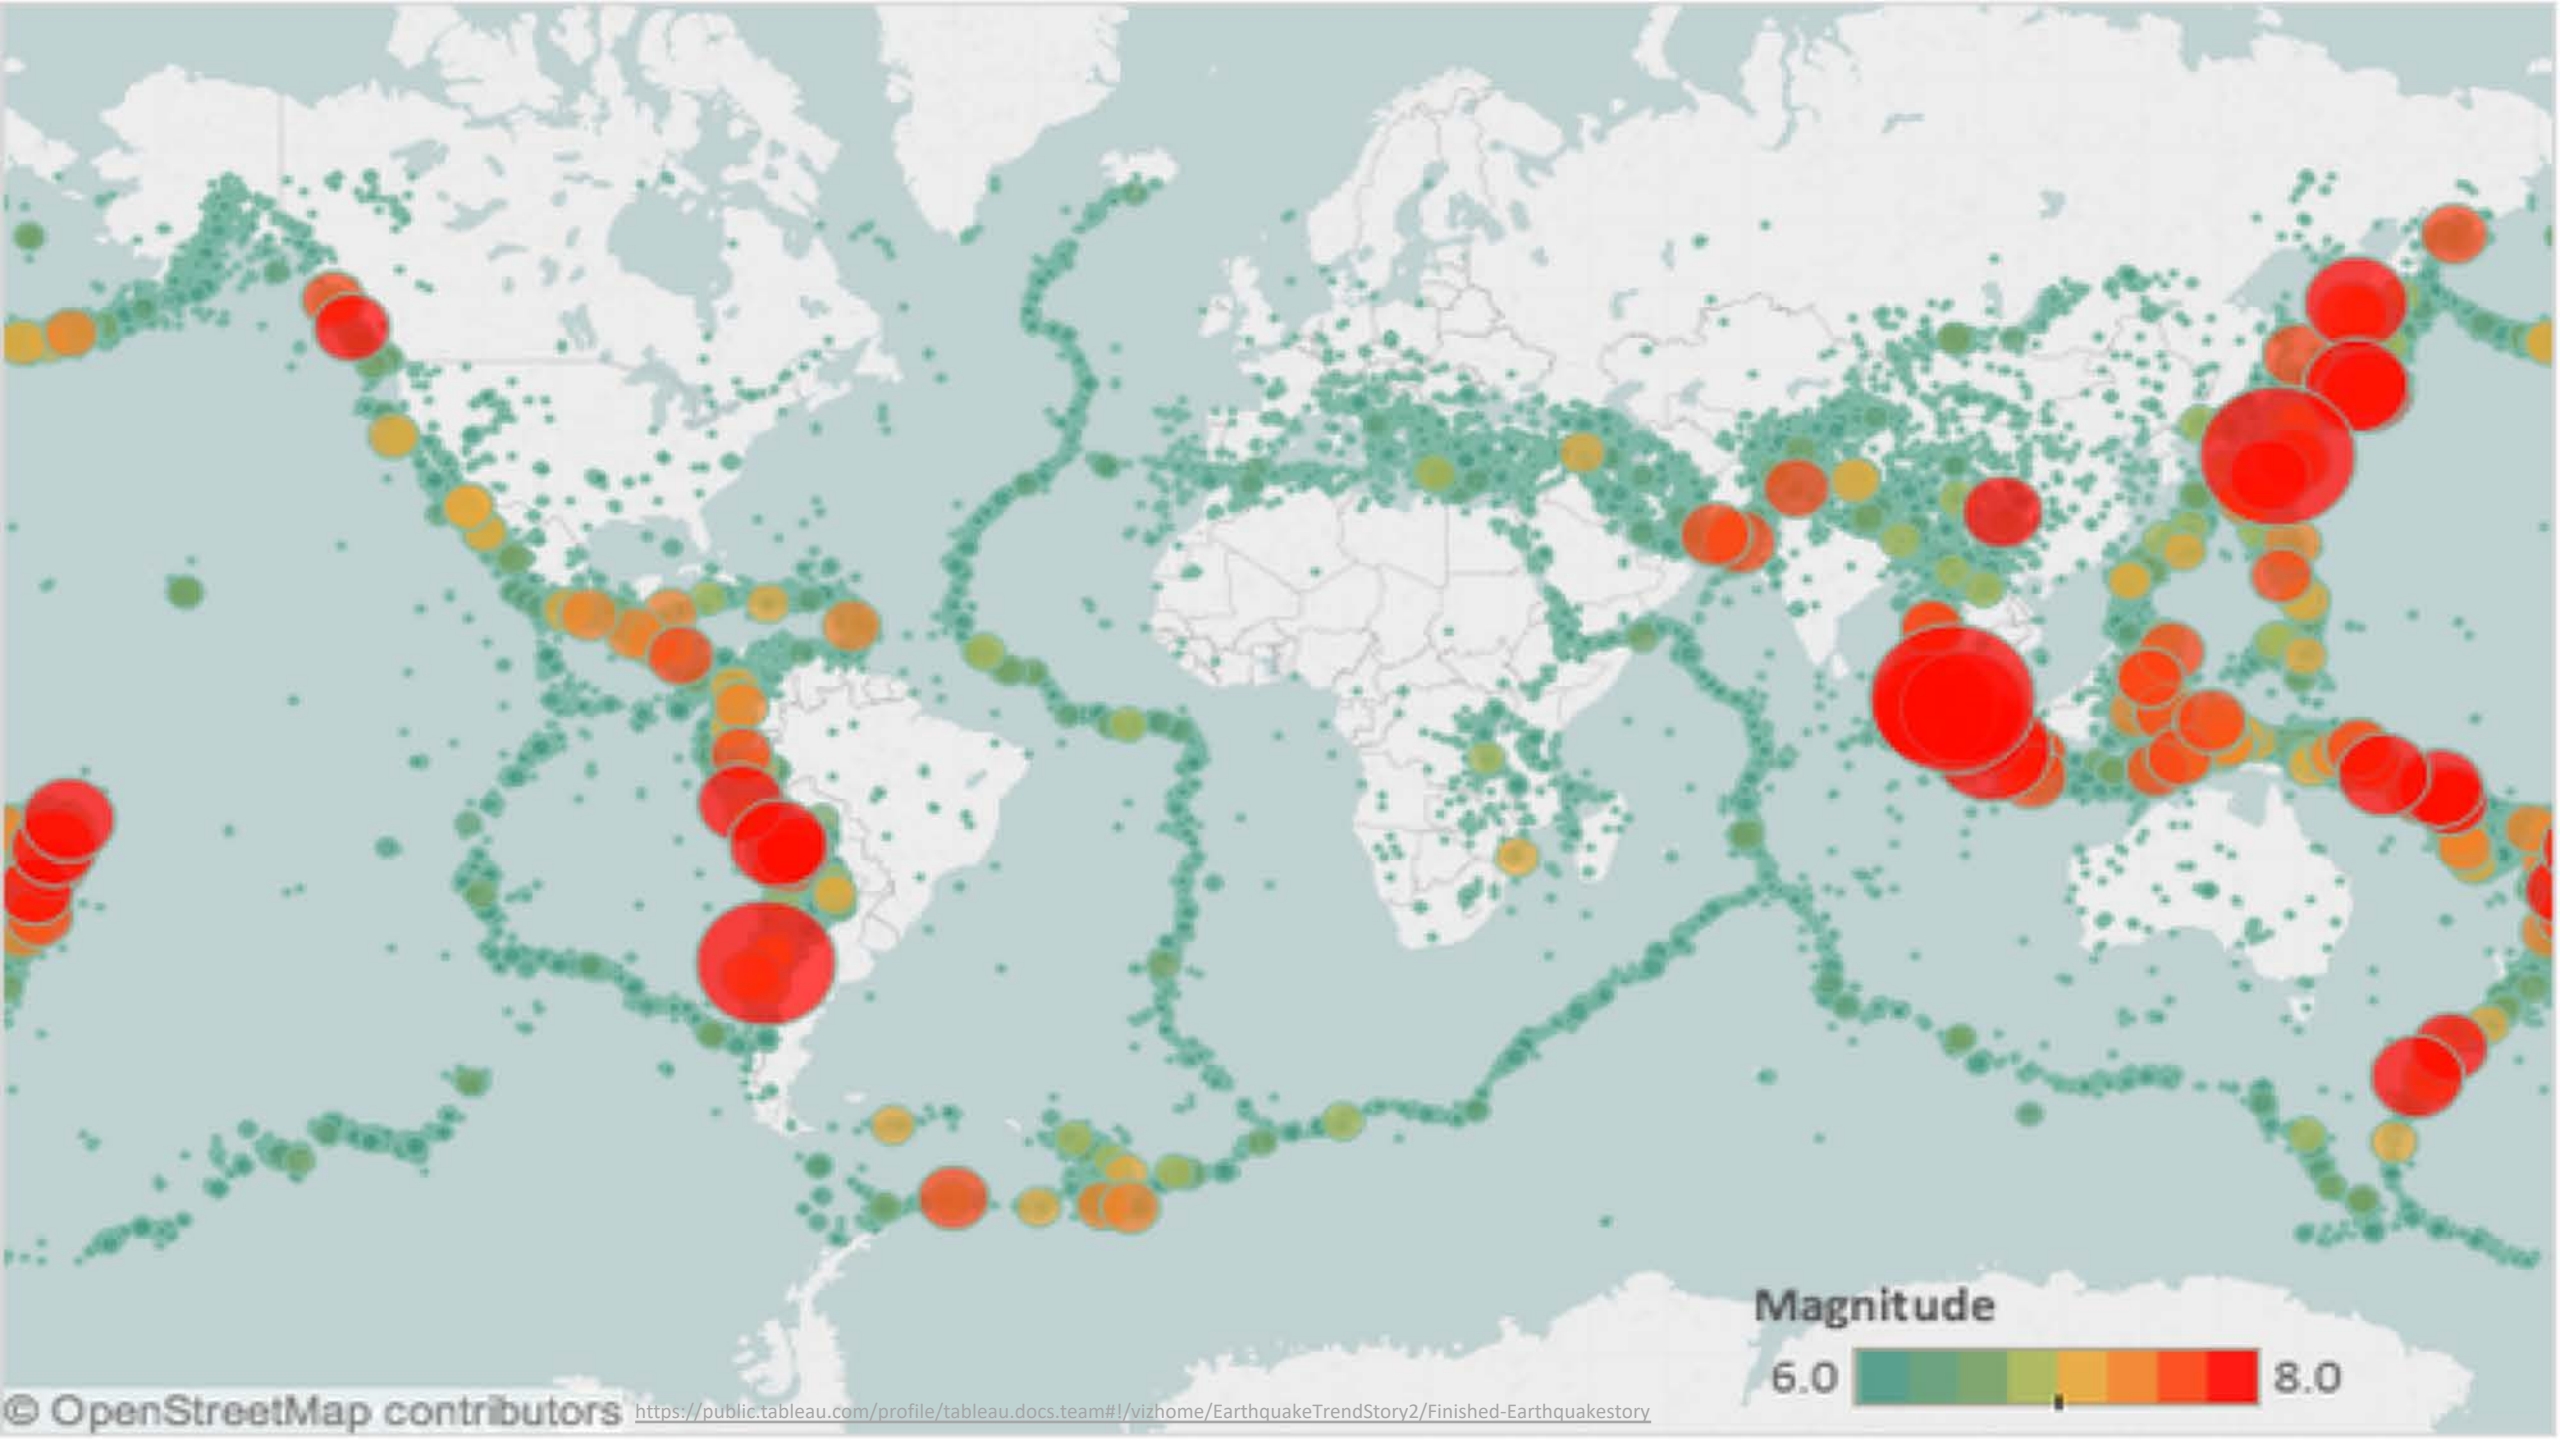 Magnitude
6.0 8.0
© OpenStreetMap contributors https://public.tableau.com/profile/tableau.docs.team#!/vizhome/EarthquakeTrendStory2/Finished-Earthquakestory